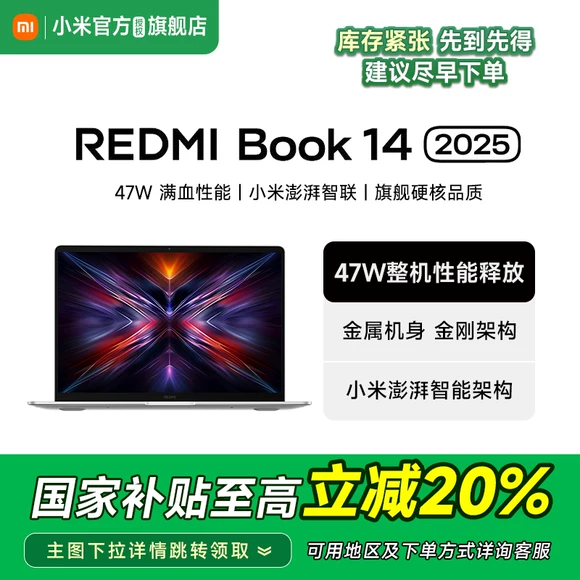 小米官方授权旗舰店
库存紧张 先到先得
建议尽早下单
REDMI Book 14 2025
47W 满血性能 | 小米澎湃智联 | 旗舰硬核品质
47W整机性能释放
金属机身 金刚架构
小米澎湃智能架构
国家补贴至高立减20%
主图下拉详情跳转领取
可用地区及下单方式详询客服